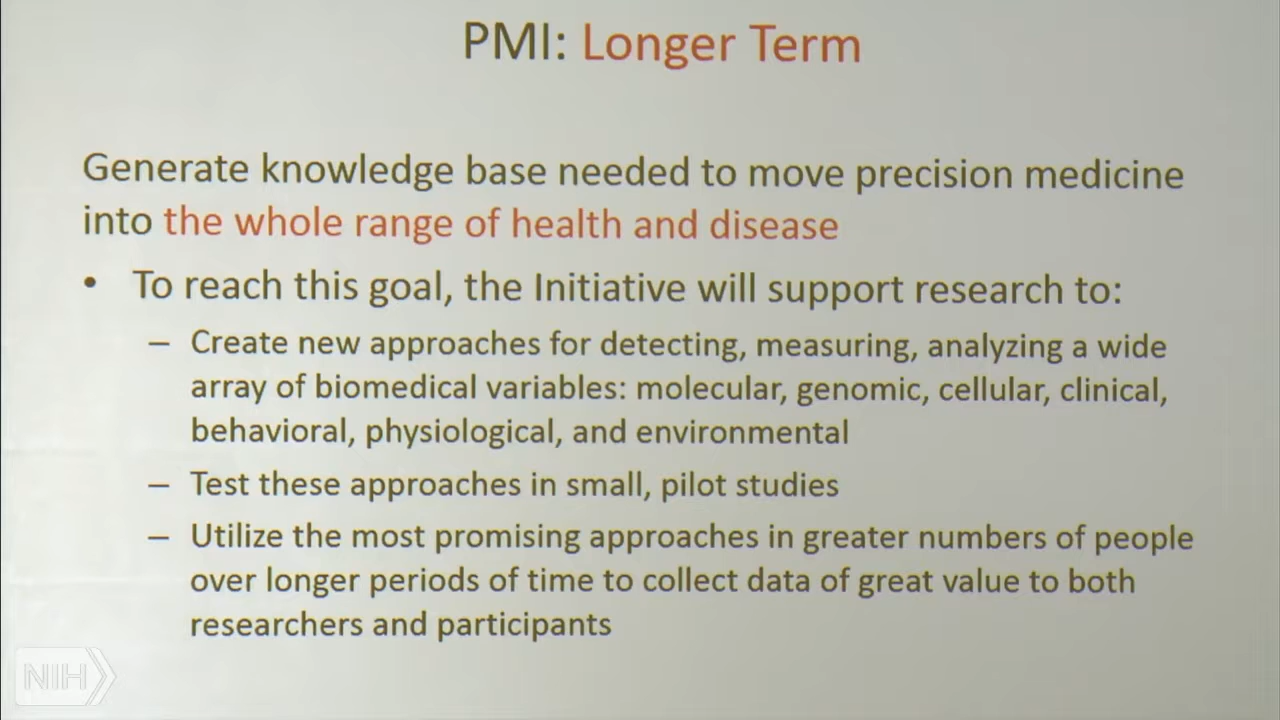 PMI: Longer Term
Generate knowledge base needed to move precision medicine
into the whole range of health and disease
• To reach this goal, the Initiative will support research to:
– Create new approaches for detecting, measuring, analyzing a wide
array of biomedical variables: molecular, genomic, cellular, clinical,
behavioral, physiological, and environmental
– Test these approaches in small, pilot studies
– Utilize the most promising approaches in greater numbers of people
over longer periods of time to collect data of great value to both
researchers and participants
NIH